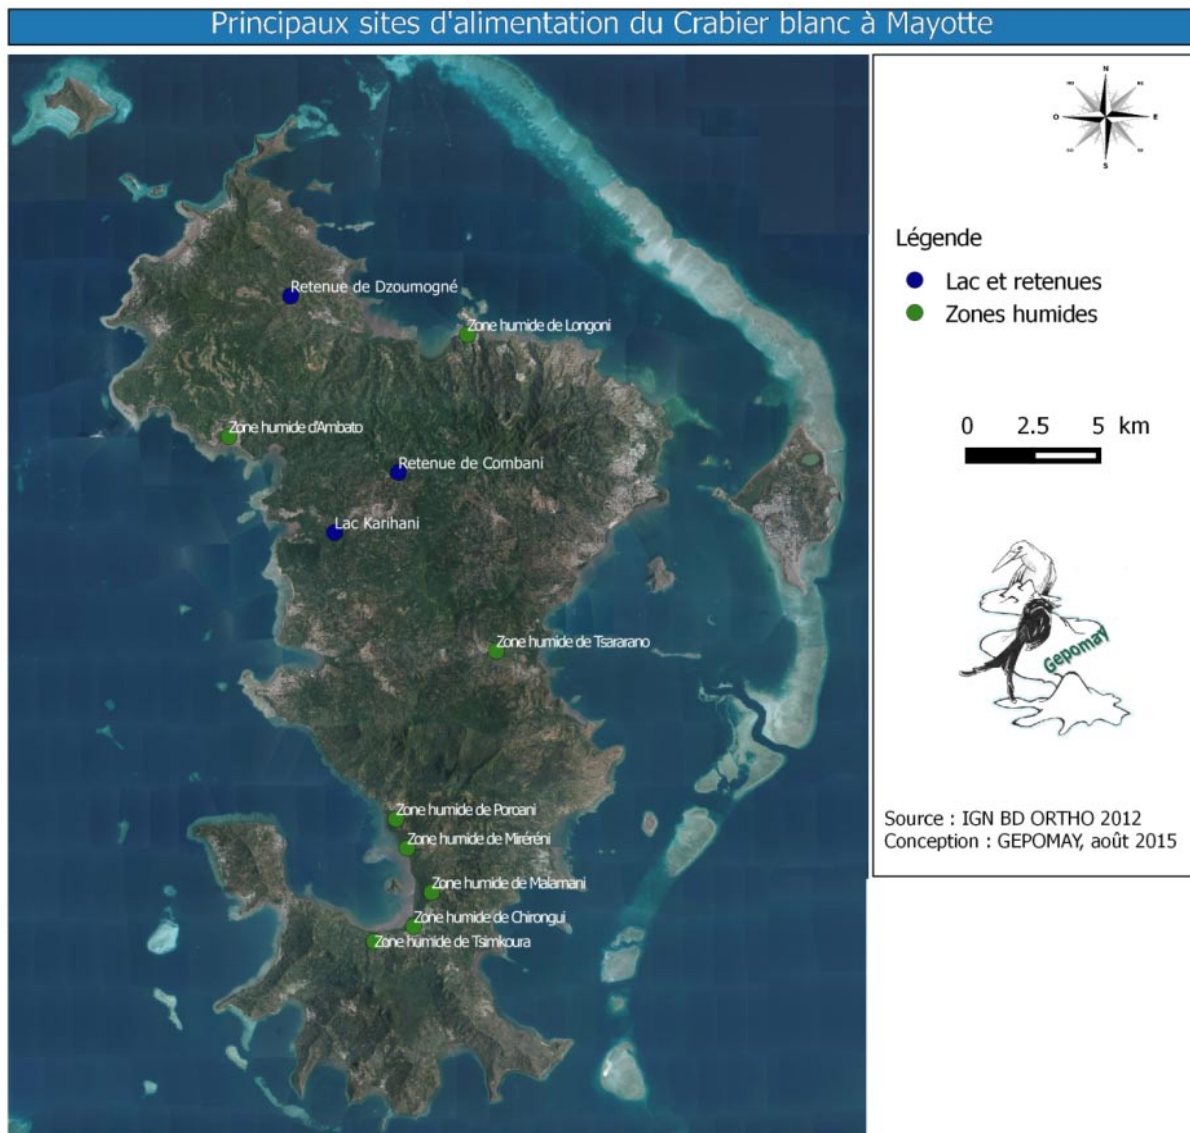 Principaux sites d'alimentation du Crabier blanc à Mayotte
N
O
E
S
Légende
Lac et retenues
Zones humides
0 2.5 5 km
Gepomay
Source : IGN BD ORTHO 2012
Conception : GEPOMAY, août 2015
Retenue de Dzoumogné
Zone humide de Longoni
Zone humide d'Ambato
Retenue de Combani
Lac Karihani
Zone humide de Tsararano
Zone humide de Poroani
Zone humide de Miréréni
Zone humide de Malamani
Zone humide de Chirongui
Zone humide de Tsimkoura